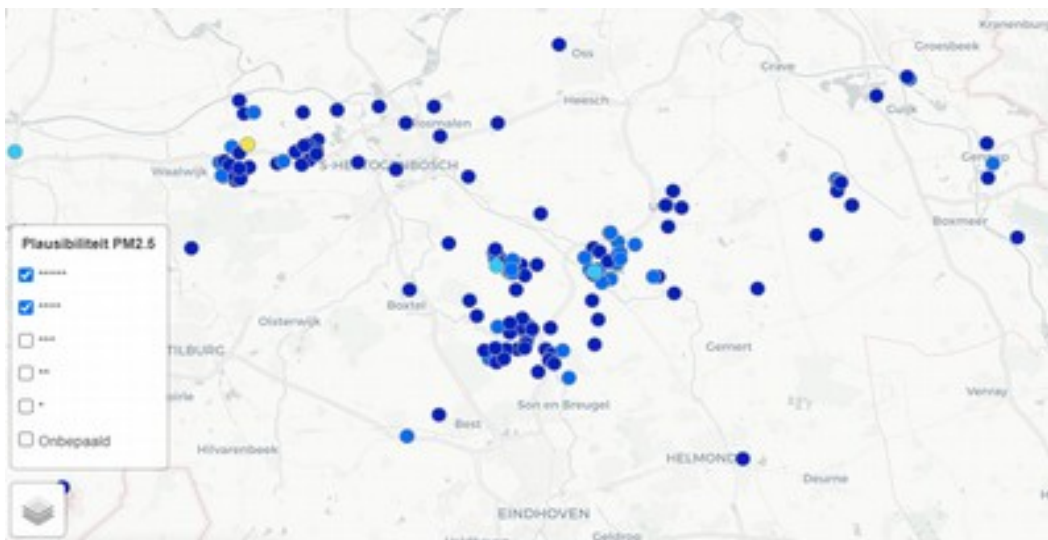 Kranenburg
Groesbeek
Oss
Grave
Cuijk
Heesch
Rosmalen
S-HERTOGENBOSCH
Waalwijk
Boxmeer
Plausibiliteit PM2.5
*****
****
***
**
*
Onbepaald
Boxtel
Oisterwijk
TILBURG
Gemert
Venray
Son en Breugel
Best
Hilvarenbeek
HELMOND
Deurne
EINDHOVEN
Geldrop